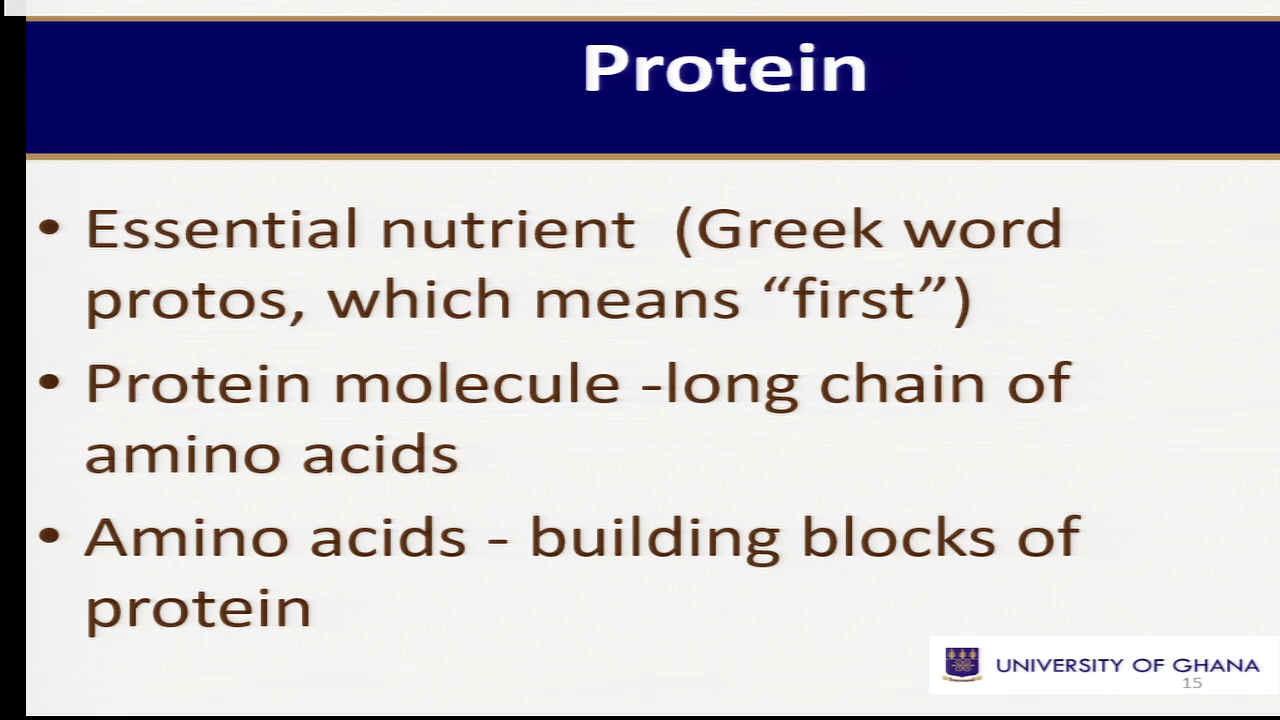 Protein
• Essential nutrient  (Greek word
protos, which means “first”)
• Protein molecule -long chain of
amino acids
• Amino acids - building blocks of
protein
UNIVERSITY OF GHANA
15